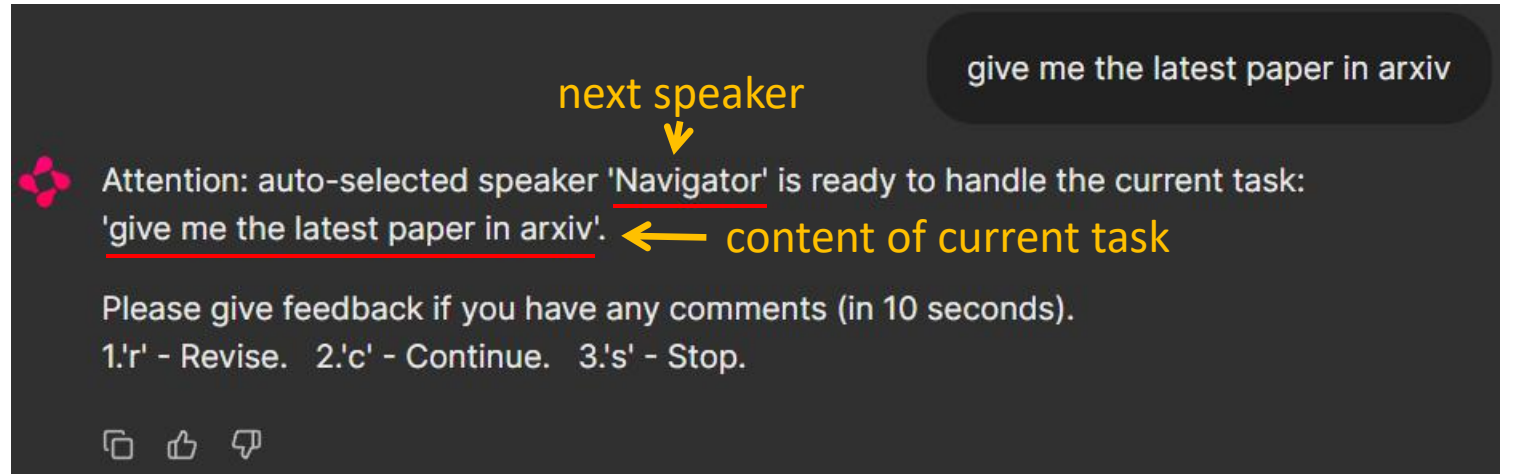 give me the latest paper in arxiv
next speaker
Attention: auto-selected speaker 'Navigator' is ready to handle the current task:
'give me the latest paper in arxiv'.
content of current task
Please give feedback if you have any comments (in 10 seconds).
1.'r' - Revise. 2.'c' - Continue. 3.'s' - Stop.